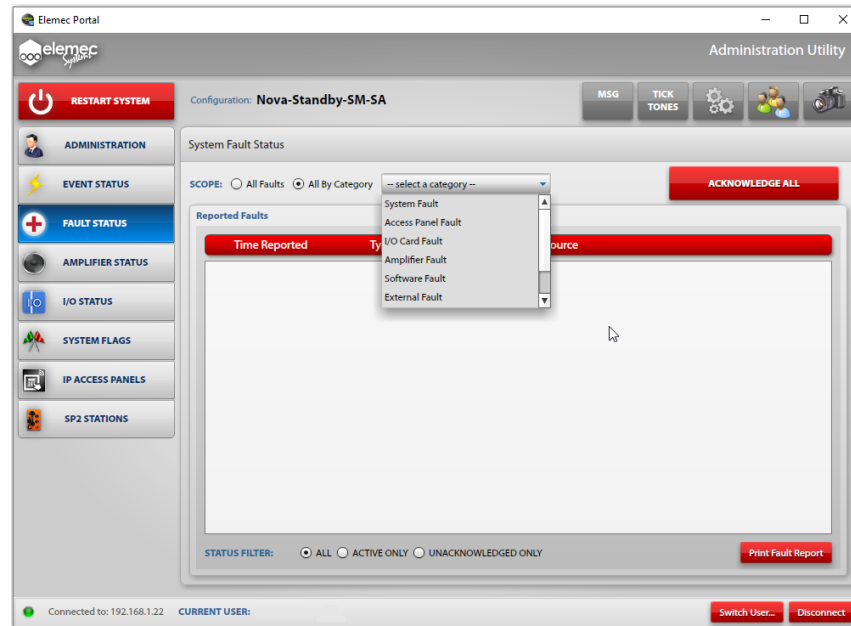 Elemec Portal
elemec
Systems
Administration Utility
RESTART SYSTEM
Configuration: Nova-Standby-SM-SA
MSG
TICK
TONES
ADMINISTRATION
System Fault Status
EVENT STATUS
SCOPE: All Faults All By Category -- select a category --
ACKNOWLEDGE ALL
System Fault
Access Panel Fault
I/O Card Fault
Amplifier Fault
Software Fault
External Fault
FAULT STATUS
Reported Faults
Time Reported Ty ource
AMPLIFIER STATUS
I/O STATUS
SYSTEM FLAGS
IP ACCESS PANELS
SP2 STATIONS
STATUS FILTER: ALL ACTIVE ONLY UNACKNOWLEDGED ONLY
Print Fault Report
Connected to: 192.168.1.22 CURRENT USER:
Switch User... Disconnect